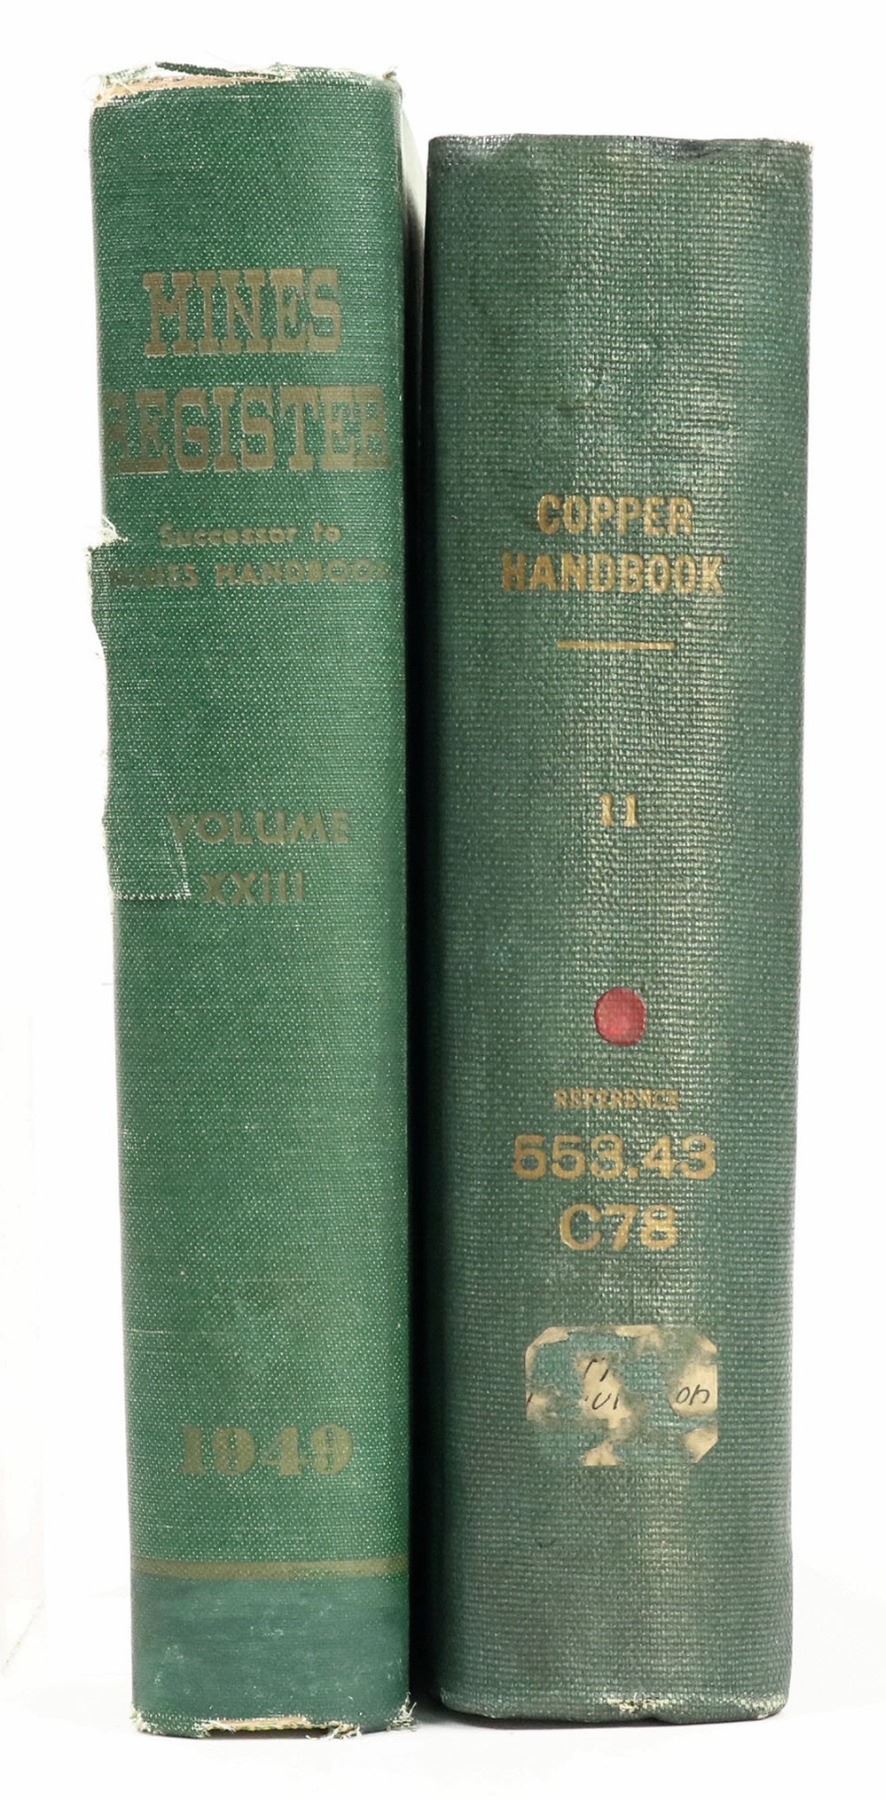 MINES
REGISTER
Successor to
MINES HANDBOOK
VOLUME
XXIII
1949
COPPER
HANDBOOK
11
REFERENCE
553.43
C78